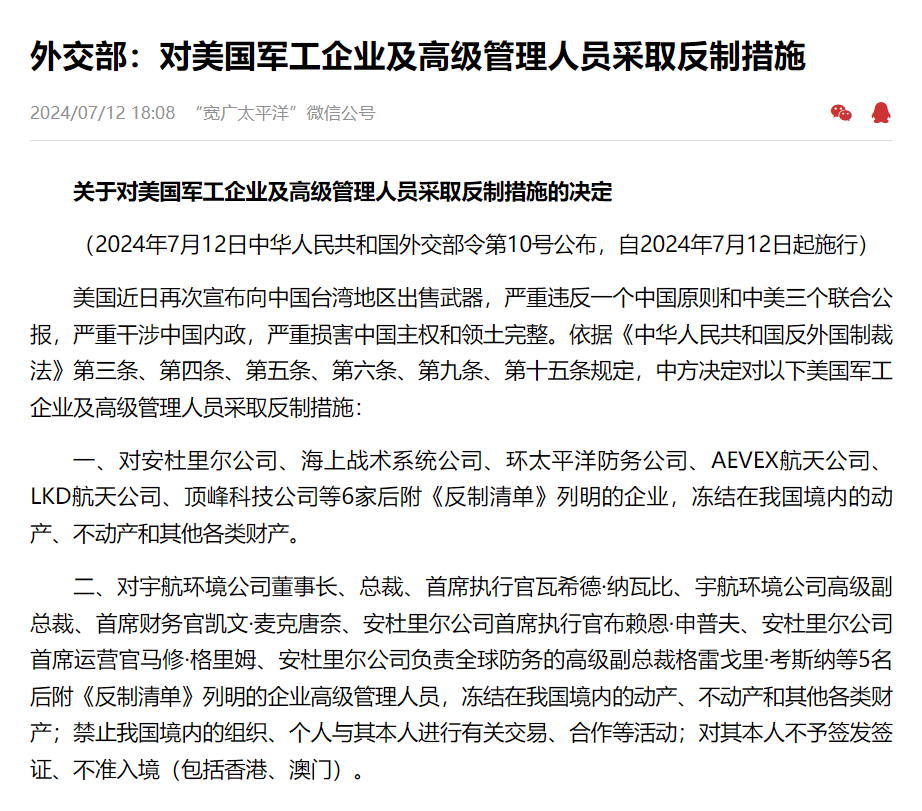 外交部：对美国军工企业及高级管理人员采取反制措施
2024/07/12 18:08 “宽广太平洋”微信公号
关于对美国军工企业及高级管理人员采取反制措施的决定
（2024年7月12日中华人民共和国外交部令第10号公布，自2024年7月12日起施行）
美国近日再次宣布向中国台湾地区出售武器，严重违反一个中国原则和中美三个联合公
报，严重干涉中国内政，严重损害中国主权和领土完整。依据《中华人民共和国反外国制裁
法》第三条、第四条、第五条、第六条、第九条、第十五条规定，中方决定对以下美国军工
企业及高级管理人员采取反制措施：
一、对安杜里尔公司、海上战术系统公司、环太平洋防务公司、AEVEX航天公司、
LKD航天公司、顶峰科技公司等6家后附《反制清单》列明的企业，冻结在我国境内的动
产、不动产和其他各类财产。
二、对宇航环境公司董事长、总裁、首席执行官瓦希德·纳瓦比、宇航环境公司高级副
总裁、首席财务官凯文·麦克唐奈、安杜里尔公司首席执行官布赖恩·申普夫、安杜里尔公司
首席运营官马修·格里姆、安杜里尔公司负责全球防务的高级副总裁格雷戈里·考斯纳等5名
后附《反制清单》列明的企业高级管理人员，冻结在我国境内的动产、不动产和其他各类财
产；禁止我国境内的组织、个人与其本人进行有关交易、合作等活动；对其本人不予签发签
证、不准入境（包括香港、澳门）。